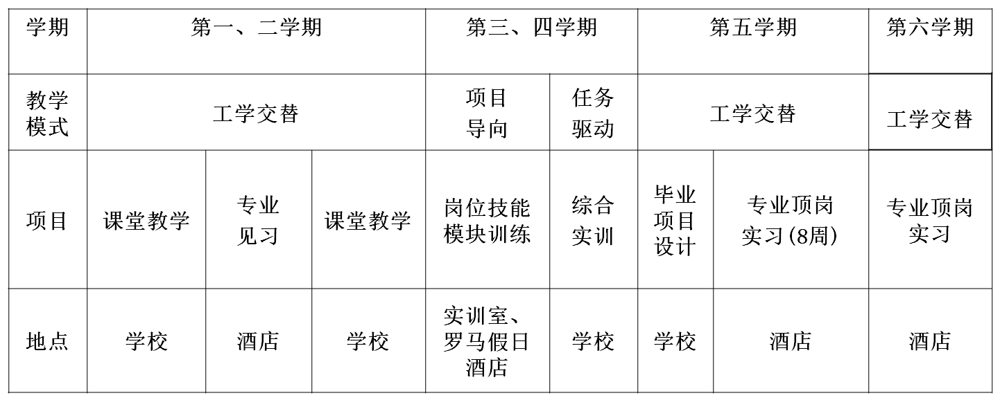 学期
第一、二学期
第三、四学期
第五学期
第六学期
教学
模式
工学交替
项目
导向
任务
驱动
工学交替
工学交替
项目
课堂教学
专业
见习
课堂教学
岗位技能
模块训练
综合
实训
毕业
项目
设计
专业顶岗
实习(8周)
专业顶岗
实习
地点
学校
酒店
学校
实训室、
罗马假日
酒店
学校
学校
酒店
酒店